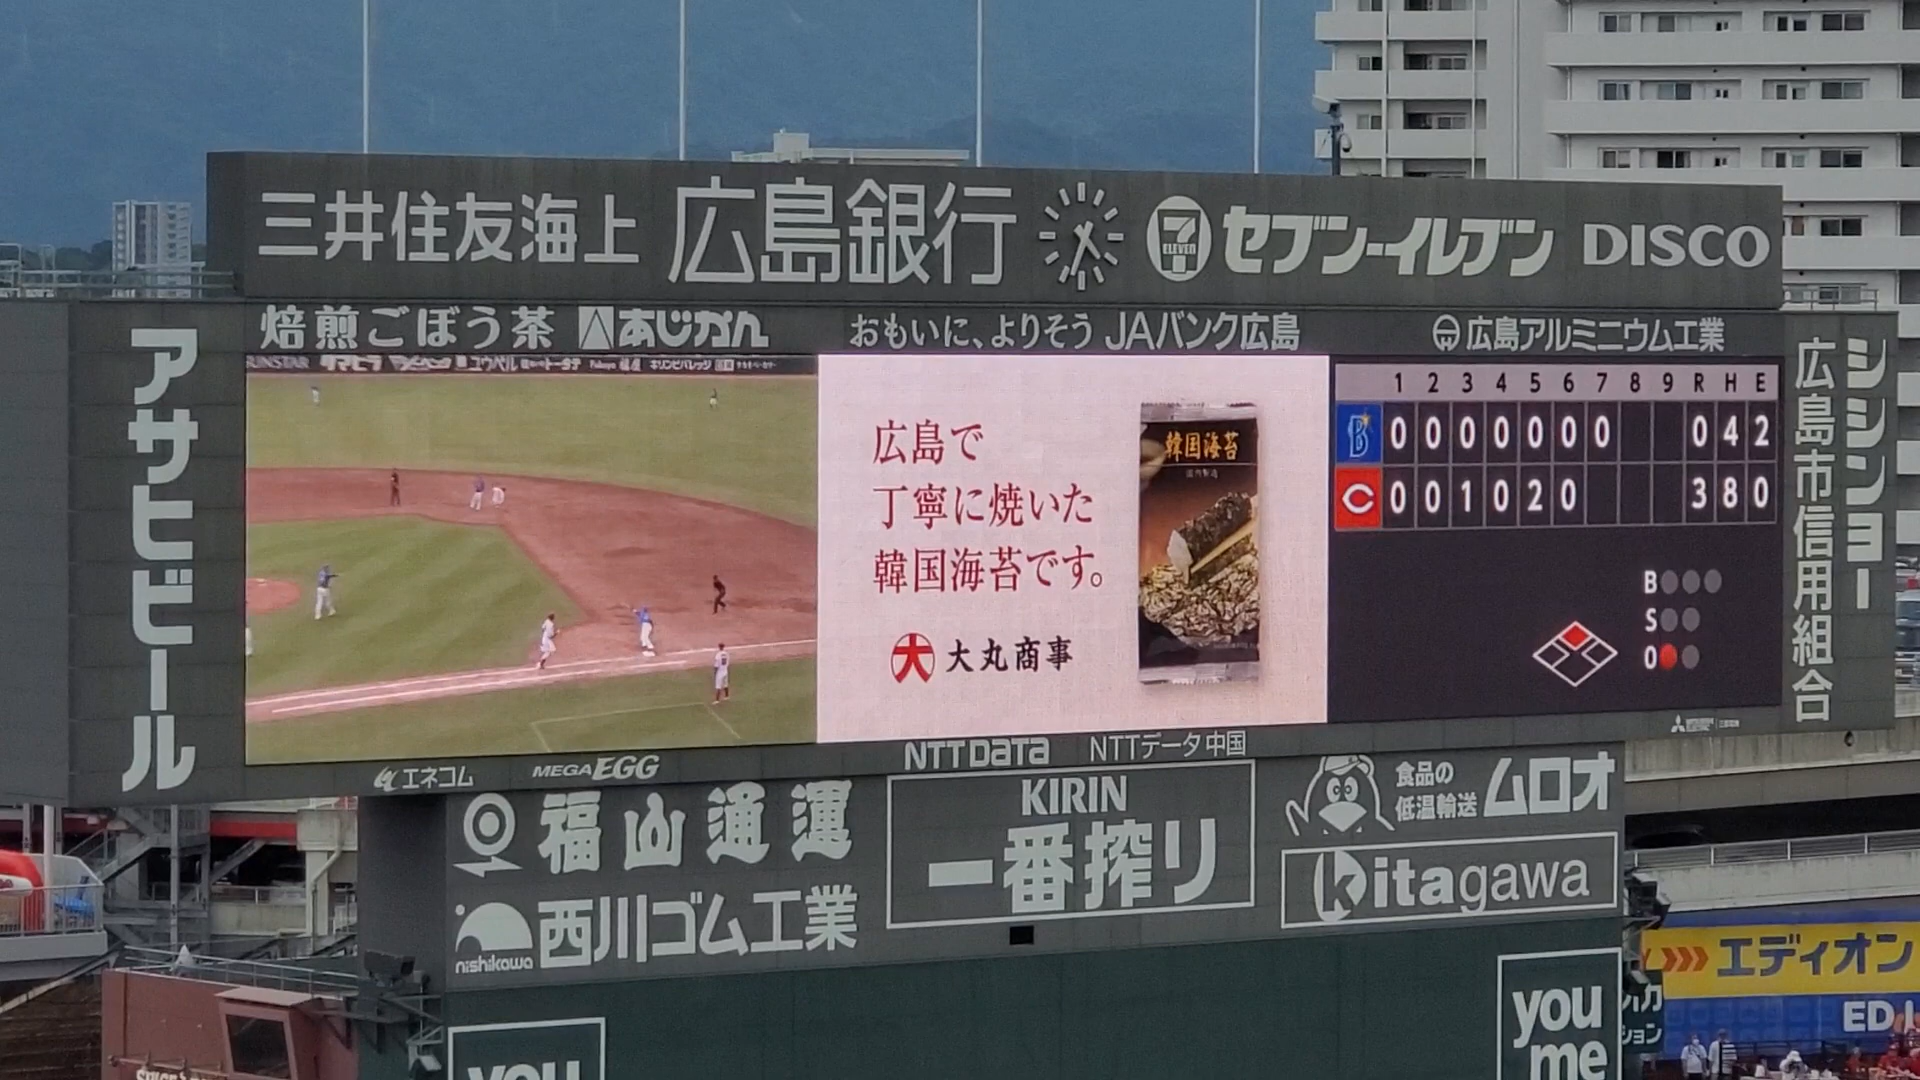 三井住友海上
広島銀行
7 ELEVEN
セブン-イレブン
DISCO
焙煎ごぼう茶 あじかん
おもいに、よりそう JAバンク広島
広島アルミニウム工業
アサヒビール
シシンヨー
広島市信用組合
広島で
丁寧に焼いた
韓国海苔です。
大丸商事
韓国海苔
1 2 3 4 5 6 7 8 9 R H E
B 0 0 0 0 0 0 0 0 4 2
C 0 0 1 0 2 0 3 8 0
B
S
O
エネコム
MEGA EGG
NTT DATA NTTデータ中国
福山通運
KIRIN
一番搾り
食品の
低温輸送
ムロオ
nishikawa
西川ゴム工業
kitagawa
エディオン
you
me
you